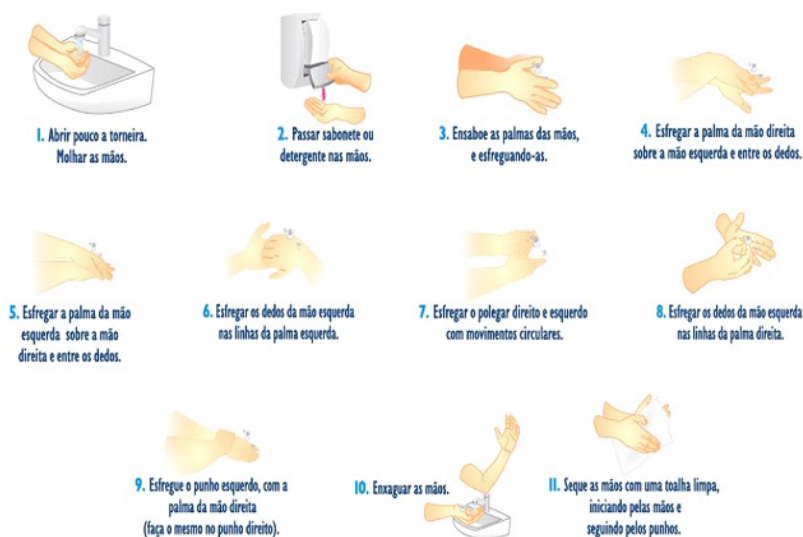 1. Abrir pouco a torneira.
Molhar as mãos.
2. Passar sabonete ou
detergente nas mãos.
3. Ensaboe as palmas das mãos,
e esfreguando-as.
4. Esfregar a palma da mão direita
sobre a mão esquerda e entre os dedos.
5. Esfregar a palma da mão
esquerda sobre a mão
direita e entre os dedos.
6. Esfregar os dedos da mão esquerda
nas linhas da palma esquerda.
7. Esfregar o polegar direito e esquerdo
com movimentos circulares.
8. Esfregar os dedos da mão esquerda
nas linhas da palma direita.
9. Esfregue o punho esquerdo, com a
palma da mão direita
(faça o mesmo no punho direito).
10. Enxaguar as mãos.
11. Seque as mãos com uma toalha limpa,
iniciando pelas mãos e
seguindo pelos punhos.